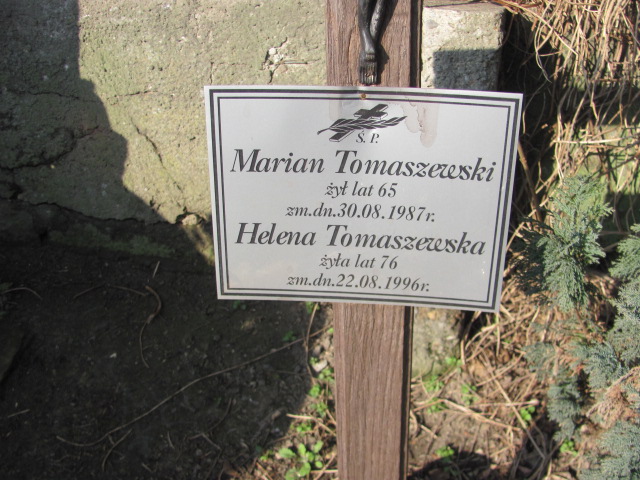 Ś. P.
Marian Tomaszewski
żył lat 65
zm.dn.30.08.1987r.
Helena Tomaszewska
żyła lat 76
zm.dn.22.08.1996r.